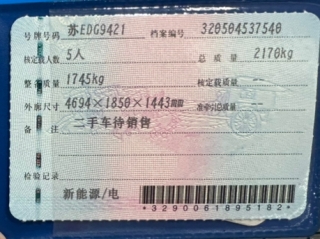 号牌号码 苏EDG9421 档案编号 320504537540
核定载人数 5人 总质量 2170kg
整备质量 1745kg 核定载质量
外廓尺寸 4694×1850×1443mm 准牵引总质量
备注 二手车待销售
检验记录
新能源/电
*3290061895182*